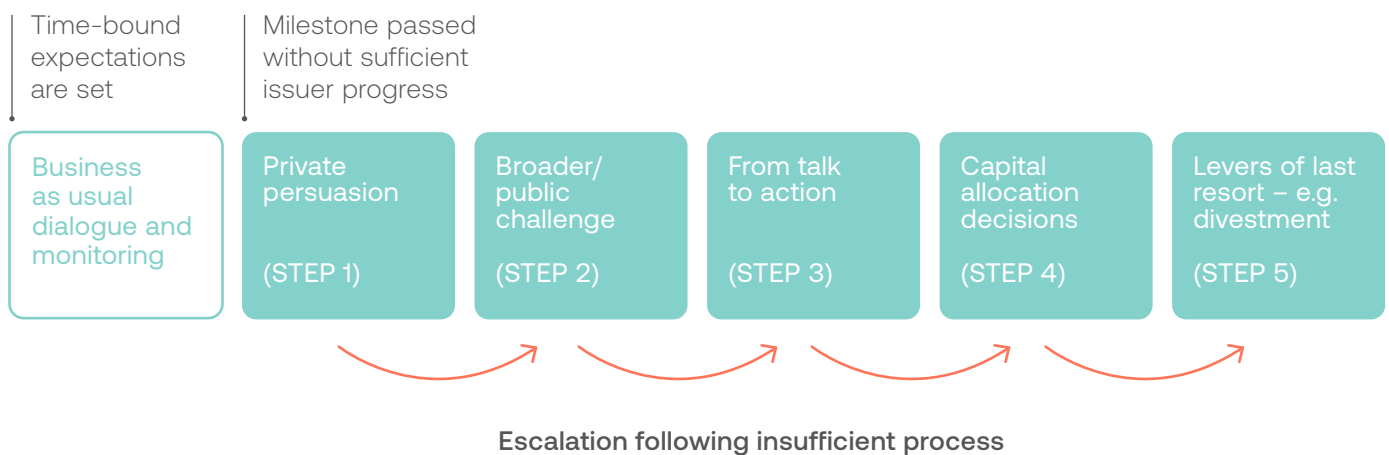 Time-bound
expectations
are set
Milestone passed
without sufficient
issuer progress
Business
as usual
dialogue and
monitoring
Private
persuasion
(STEP 1)
Broader/
public
challenge
(STEP 2)
From talk
to action
(STEP 3)
Capital
allocation
decisions
(STEP 4)
Levers of last
resort – e.g.
divestment
(STEP 5)
Escalation following insufficient process